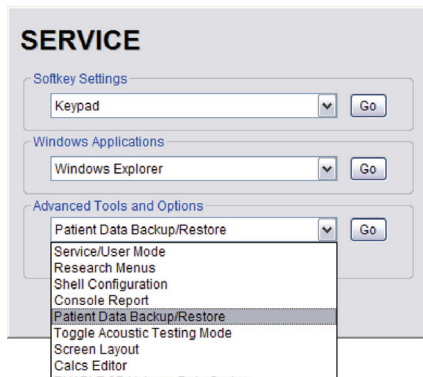 SERVICE
Softkey Settings
Keypad Go
Windows Applications
Windows Explorer Go
Advanced Tools and Options
Patient Data Backup/Restore Go
Service/User Mode
Research Menus
Shell Configuration
Console Report
Patient Data Backup/Restore
Toggle Acoustic Testing Mode
Screen Layout
Calcs Editor